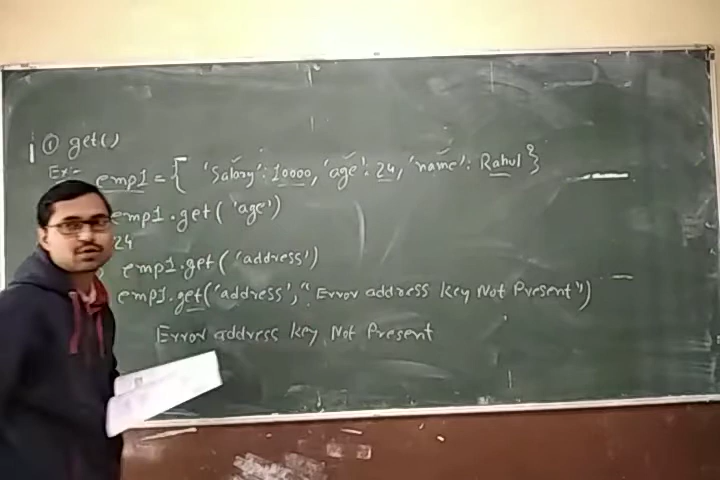 ① get()
Ex:-
emp1 = { 'Salary': 10000, 'age': 24, 'name': Rahul }
emp1.get('age')
24
emp1.get('address')
emp1.get('address', "Error address key Not Present")
Error address key Not Present